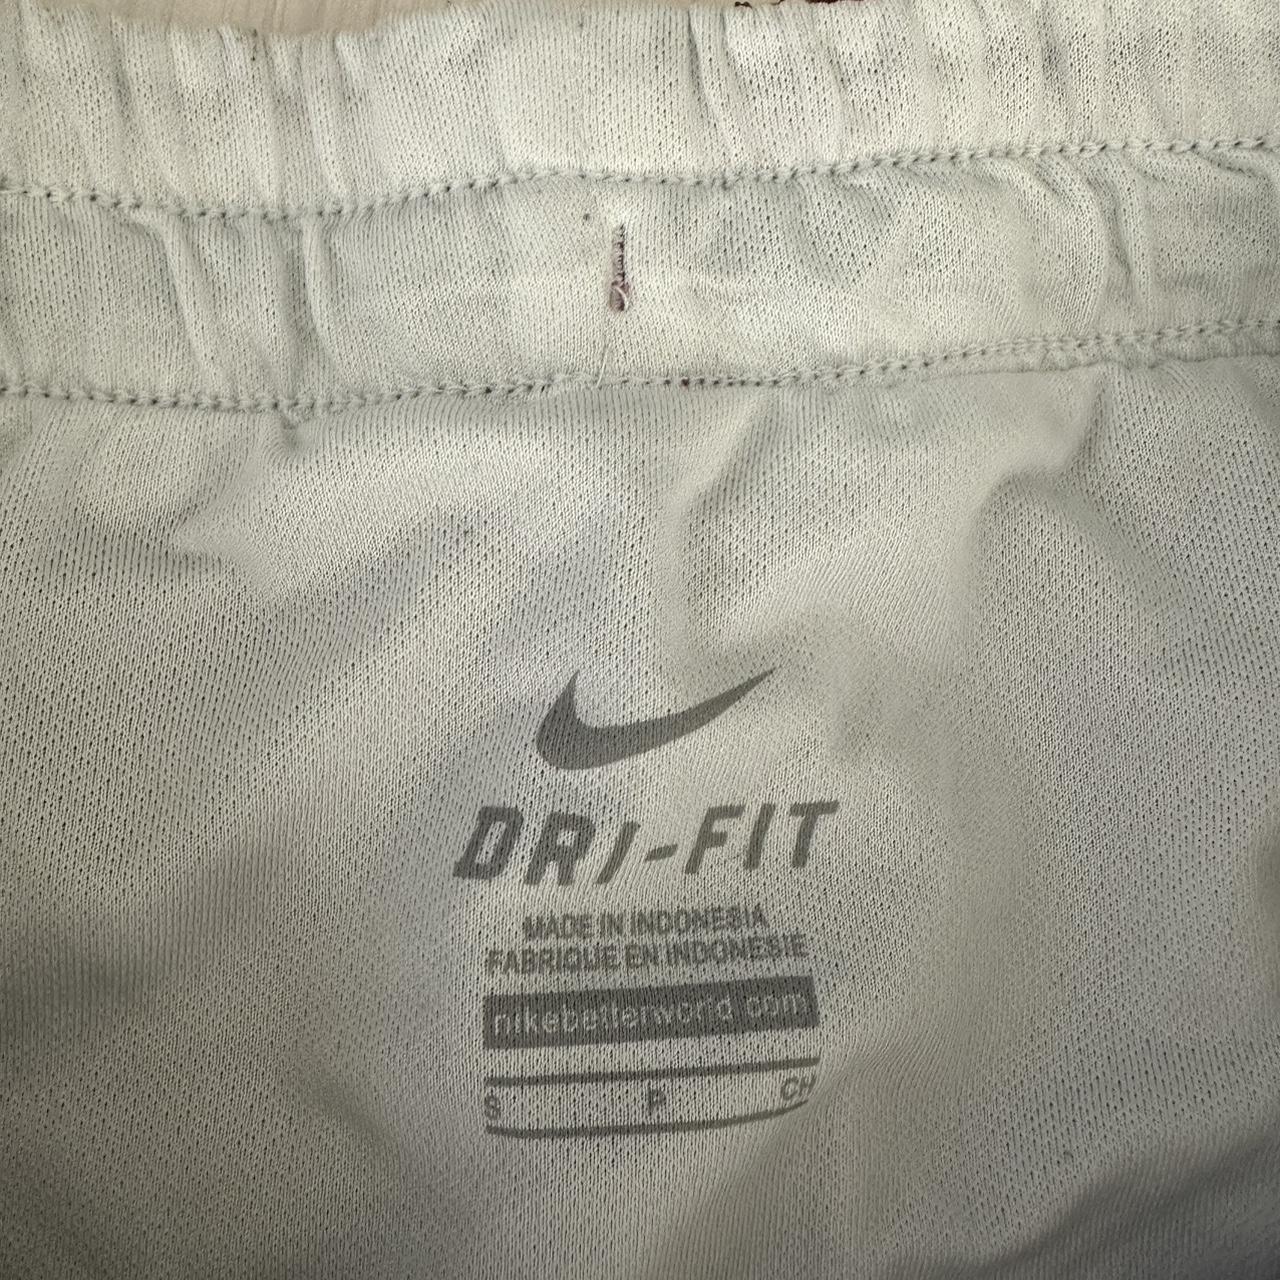 DRI-FIT
MADE IN INDONESIA
FABRIQUE EN INDONESIE
nikebetterworld.com
S P CH